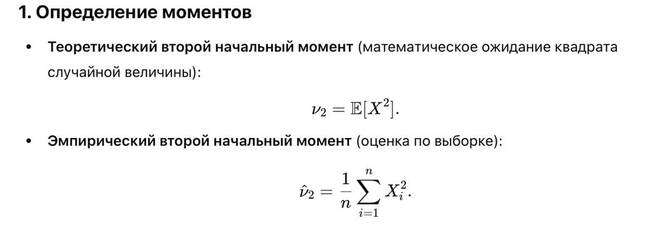 1. Определение моментов
• Теоретический второй начальный момент (математическое ожидание квадрата
случайной величины):
ν₂ = 𝔼[X²].
• Эмпирический второй начальный момент (оценка по выборке):
ν̂₂ = 1/n ∑ᵢ₌₁ⁿ Xᵢ².